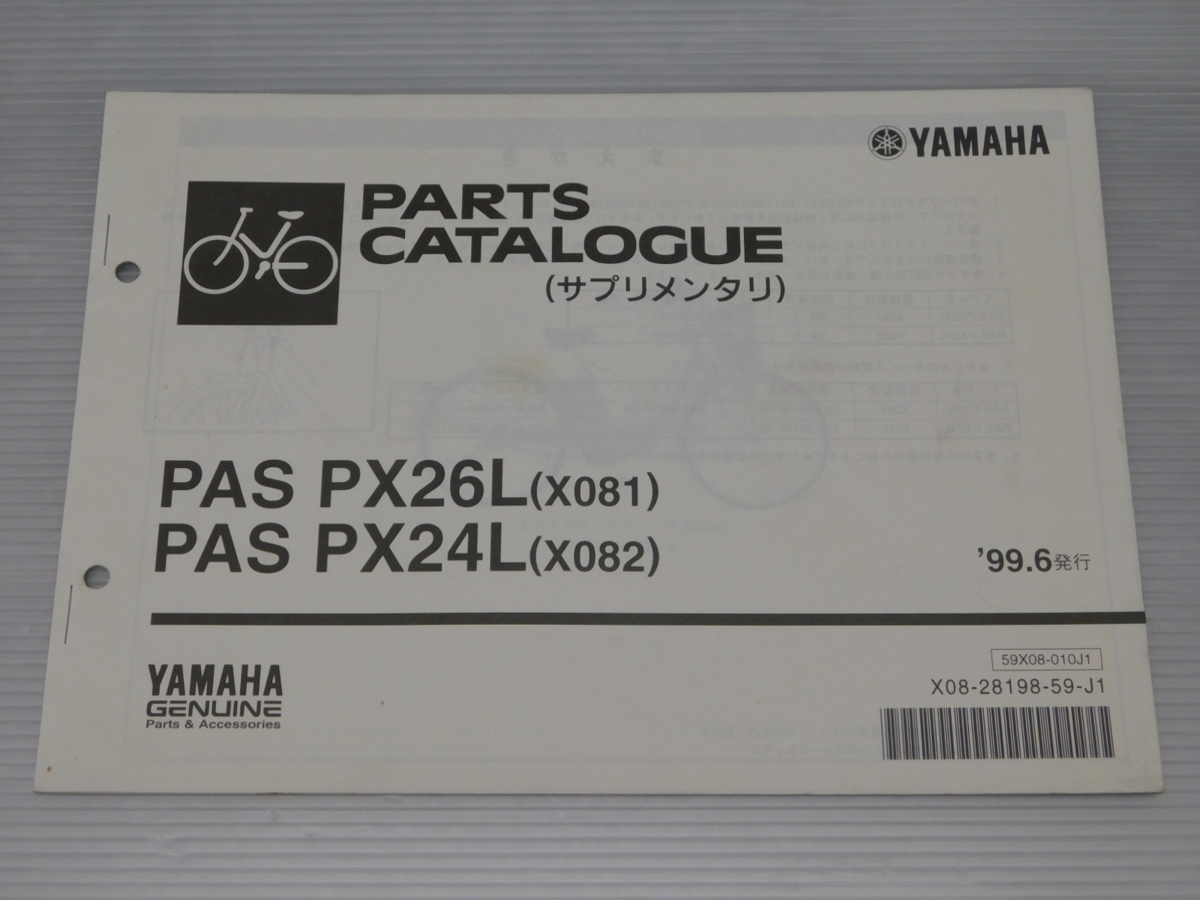 YAMAHA
PARTS
CATALOGUE
(サプリメンタリ)
PAS PX26L(X081)
PAS PX24L(X082)
'99.6発行
59X08-010J1
X08-28198-59-J1
YAMAHA
GENUINE
Parts & Accessories